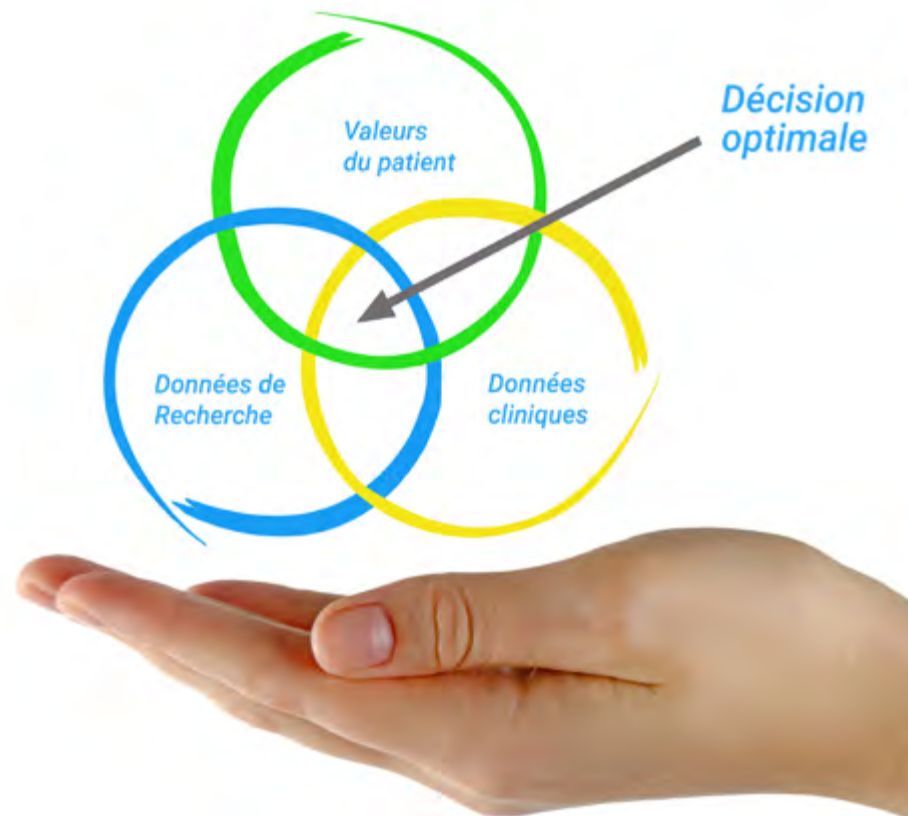 Valeurs
du patient
Décision
optimale
Données de
Recherche
Données
cliniques